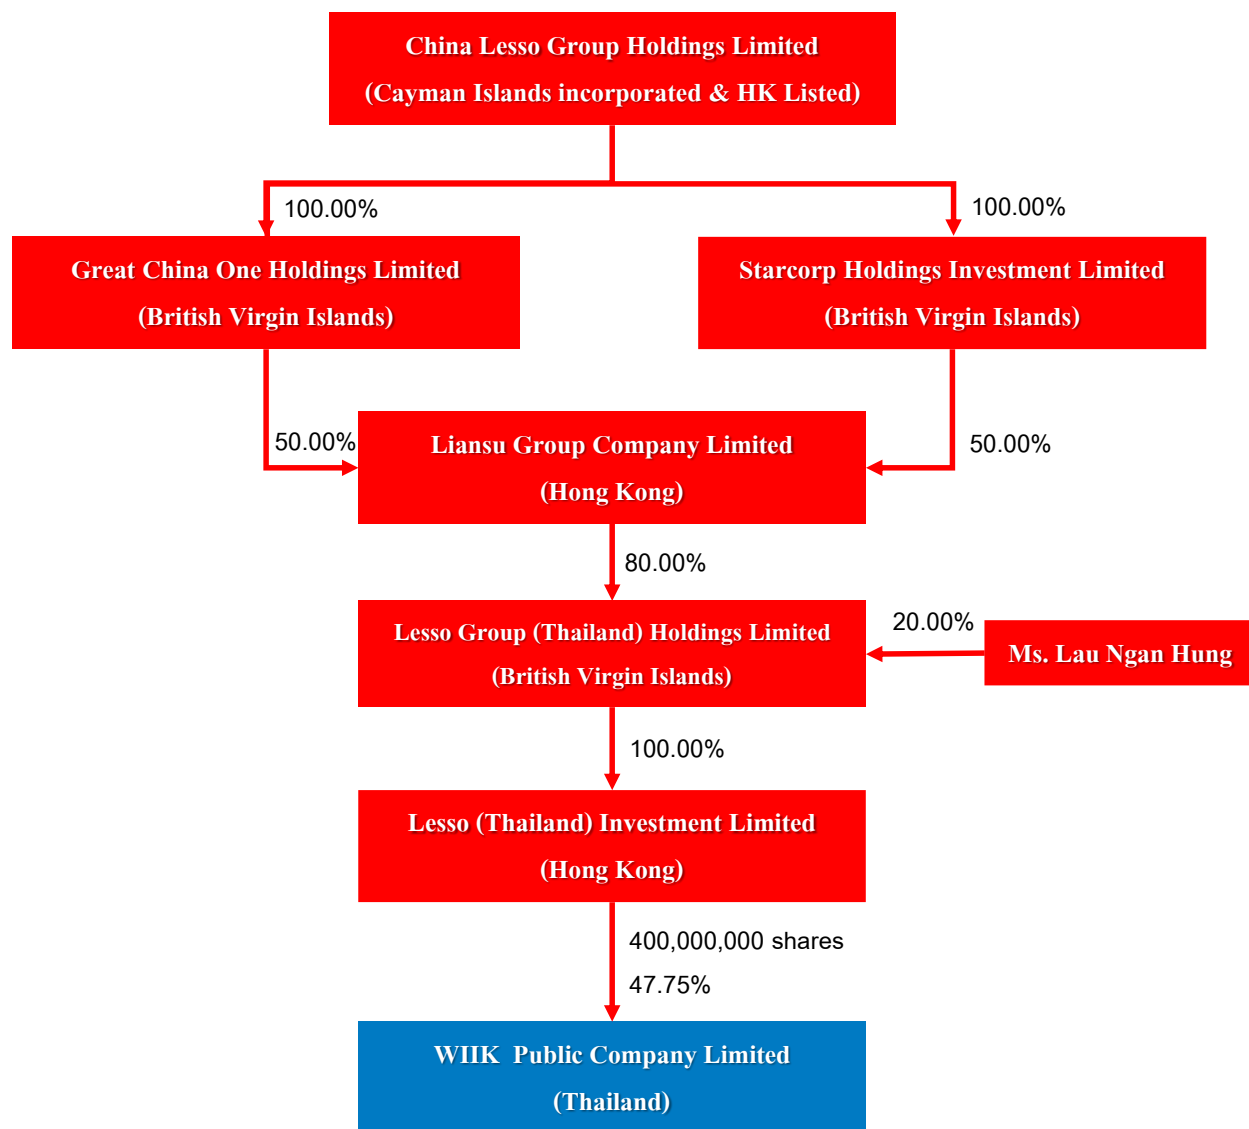 China Lesso Group Holdings Limited
(Cayman Islands incorporated & HK Listed)
100.00%
100.00%
Great China One Holdings Limited
(British Virgin Islands)
Starcorp Holdings Investment Limited
(British Virgin Islands)
50.00%
Liansu Group Company Limited
(Hong Kong)
50.00%
80.00%
Lesso Group (Thailand) Holdings Limited
(British Virgin Islands)
20.00%
Ms. Lau Ngan Hung
100.00%
Lesso (Thailand) Investment Limited
(Hong Kong)
400,000,000 shares
47.75%
WIIK  Public Company Limited
(Thailand)